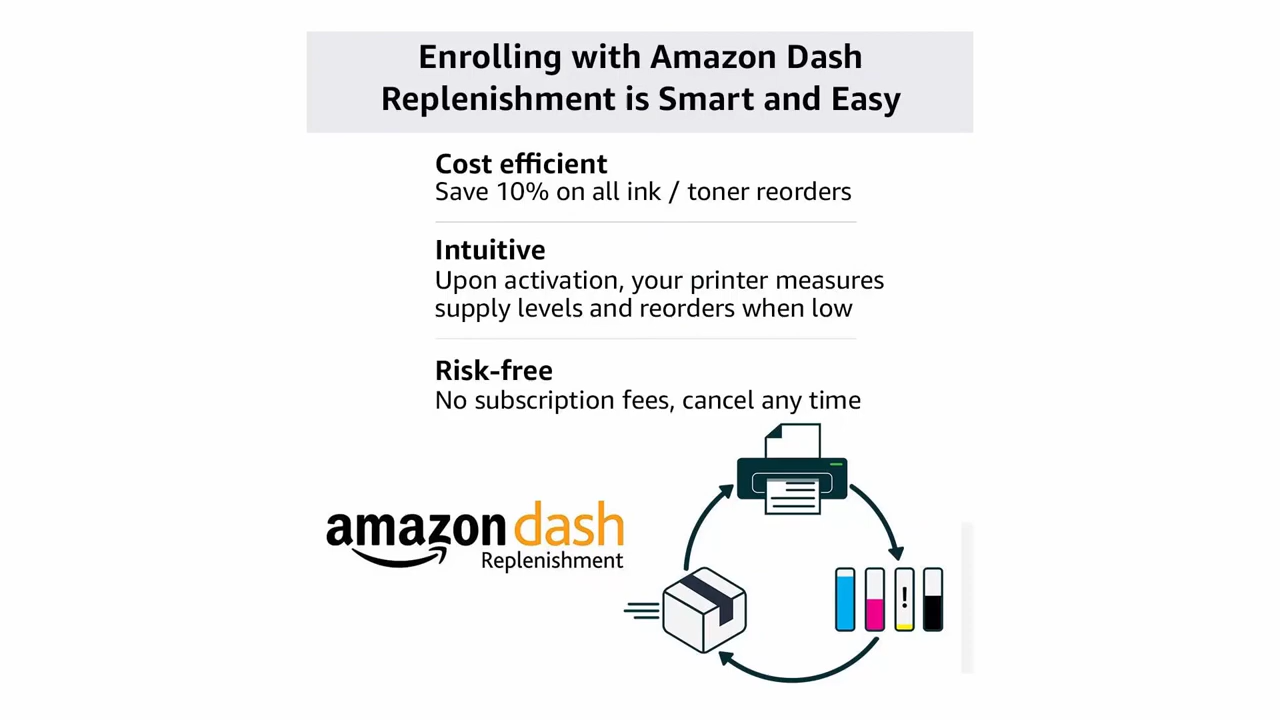 Enrolling with Amazon Dash
Replenishment is Smart and Easy
Cost efficient
Save 10% on all ink / toner reorders
Intuitive
Upon activation, your printer measures
supply levels and reorders when low
Risk-free
No subscription fees, cancel any time
amazon dash
Replenishment
!